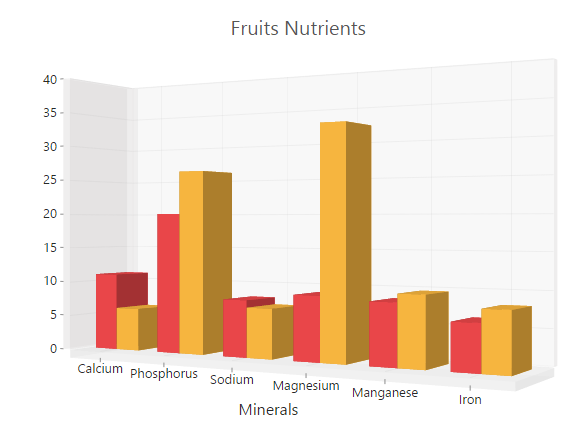 Fruits Nutrients
40
35
30
25
20
15
10
5
0
Calcium
Phosphorus
Sodium
Magnesium
Manganese
Iron
Minerals